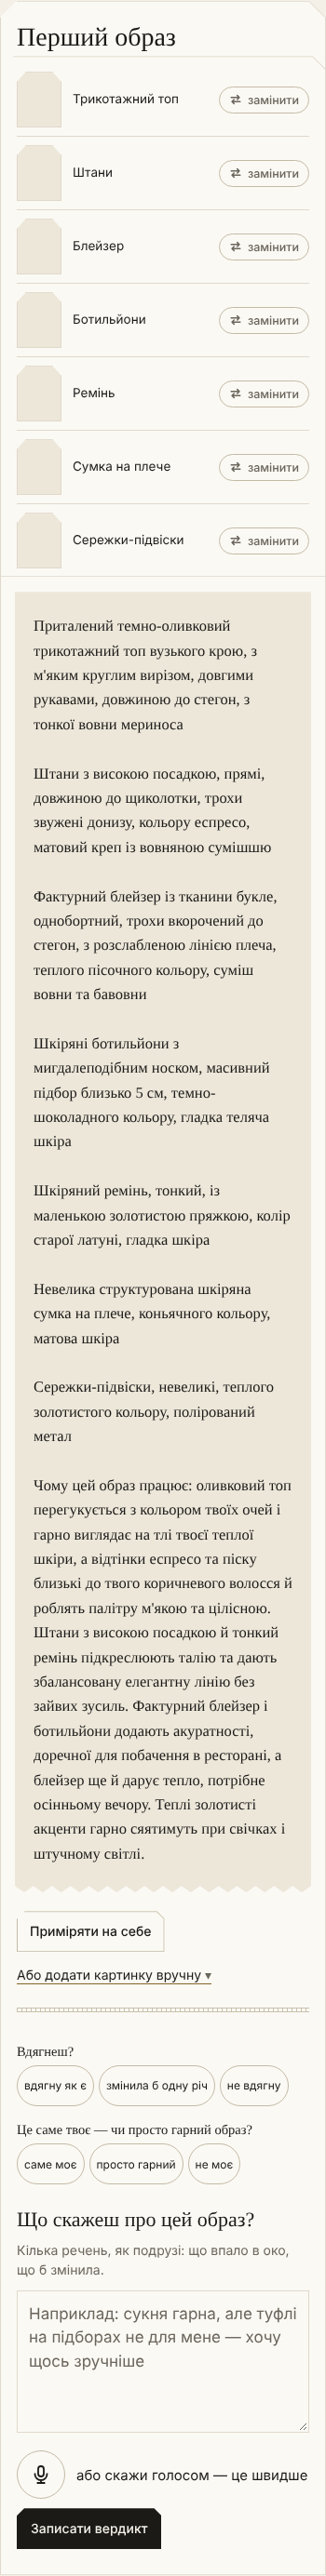 Перший образ
Трикотажний топ
⇄ замінити
Штани
⇄ замінити
Блейзер
⇄ замінити
Ботильйони
⇄ замінити
Ремінь
⇄ замінити
Сумка на плече
⇄ замінити
Сережки-підвіски
⇄ замінити
Приталений темно-оливковий
трикотажний топ вузького крою, з
м'яким круглим вирізом, довгими
рукавами, довжиною до стегон, з
тонкої вовни мериноса
Штани з високою посадкою, прямі,
довжиною до щиколотки, трохи
звужені донизу, кольору еспресо,
матовий креп із вовняною сумішшю
Фактурний блейзер із тканини букле,
однобортний, трохи вкорочений до
стегон, з розслабленою лінією плеча,
теплого пісочного кольору, суміш
вовни та бавовни
Шкіряні ботильйони з
мигдалеподібним носком, масивний
підбор близько 5 см, темно-
шоколадного кольору, гладка теляча
шкіра
Шкіряний ремінь, тонкий, із
маленькою золотистою пряжкою, колір
старої латуні, гладка шкіра
Невелика структурована шкіряна
сумка на плече, коньячного кольору,
матова шкіра
Сережки-підвіски, невеликі, теплого
золотистого кольору, полірований
метал
Чому цей образ працює: оливковий топ
перегукується з кольором твоїх очей і
гарно виглядає на тлі твоєї теплої
шкіри, а відтінки еспресо та піску
близькі до твого коричневого волосся й
роблять палітру м'якою та цілісною.
Штани з високою посадкою й тонкий
ремінь підкреслюють талію та дають
збалансовану елегантну лінію без
зайвих зусиль. Фактурний блейзер і
ботильйони додають акуратності,
доречної для побачення в ресторані, а
блейзер ще й дарує тепло, потрібне
осінньому вечору. Теплі золотисті
акценти гарно сяятимуть при свічках і
штучному світлі.
Приміряти на себе
Або додати картинку вручну ▾
Вдягнеш?
вдягну як є
змінила б одну річ
не вдягну
Це саме твоє — чи просто гарний образ?
саме моє
просто гарний
не моє
Що скажеш про цей образ?
Кілька речень, як подрузі: що впало в око,
що б змінила.
Наприклад: сукня гарна, але туфлі
на підборах не для мене — хочу
щось зручніше
або скажи голосом — це швидше
Записати вердикт